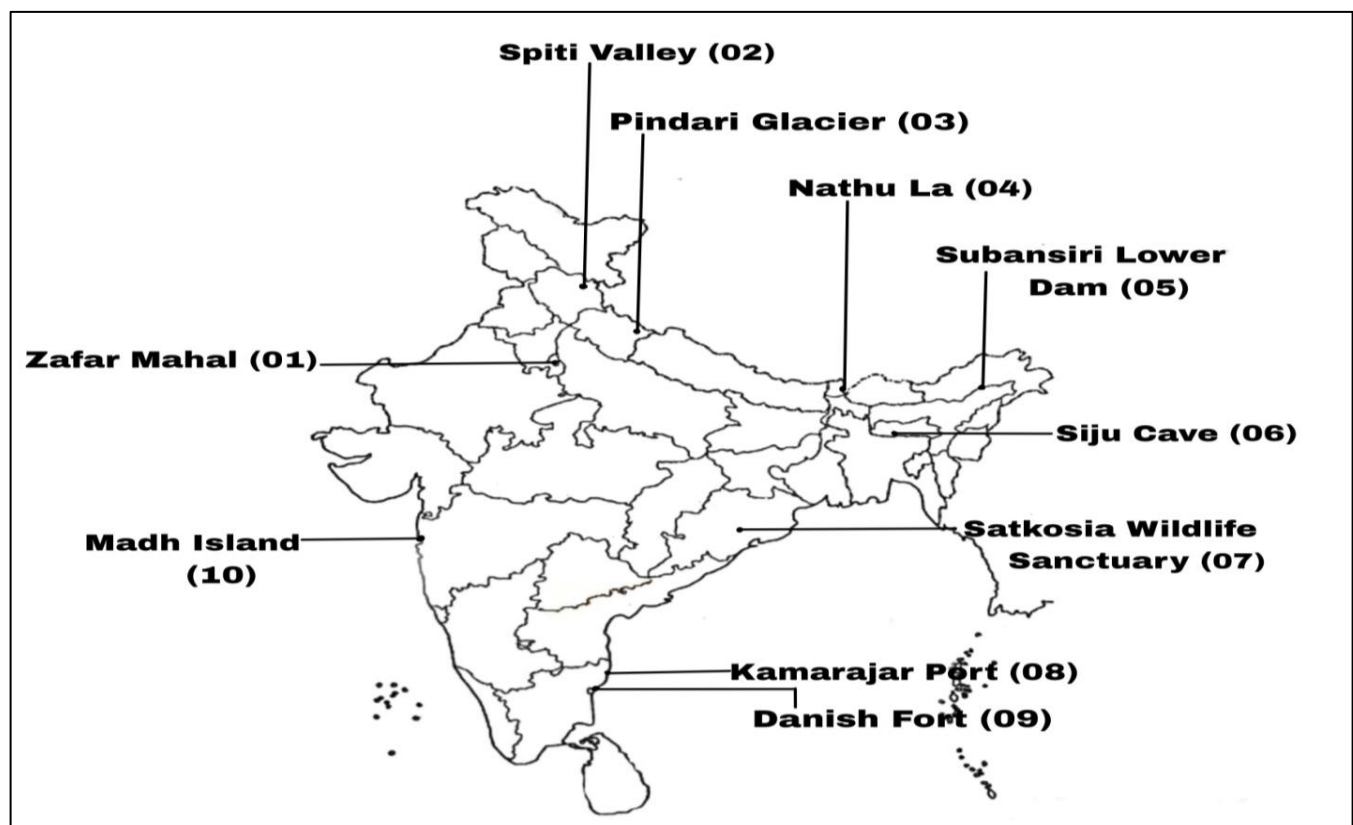 Spiti Valley (02)
Pindari Glacier (03)
Nathu La (04)
Subansiri Lower
Dam (05)
Zafar Mahal (01)
Siju Cave (06)
Satkosia Wildlife
Sanctuary (07)
Madh Island
(10)
Kamarajar Port (08)
Danish Fort (09)